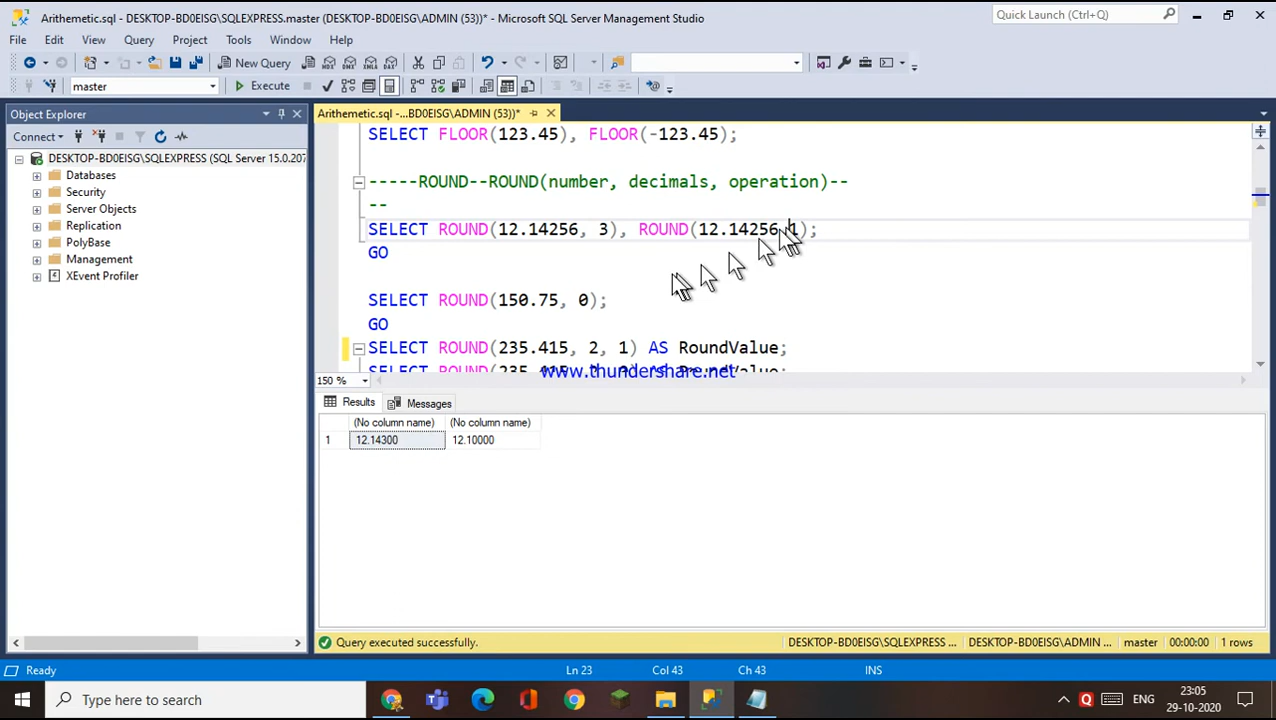 Arithemetic.sql - DESKTOP-BD0EISG\SQLEXPRESS.master (DESKTOP-BD0EISG\ADMIN (53))* - Microsoft SQL Server Management Studio
Quick Launch (Ctrl+Q)
File Edit View Query Project Tools Window Help
New Query
MDX DMX XMLA DAX
master
Execute
Object Explorer
Connect
DESKTOP-BD0EISG\SQLEXPRESS (SQL Server 15.0.207
Databases
Security
Server Objects
Replication
PolyBase
Management
XEvent Profiler
Arithemetic.sql -...BD0EISG\ADMIN (53))*
SELECT FLOOR(123.45), FLOOR(-123.45);
-----ROUND--ROUND(number, decimals, operation)--
--
SELECT ROUND(12.14256, 3), ROUND(12.14256,1);
GO
SELECT ROUND(150.75, 0);
GO
SELECT ROUND(235.415, 2, 1) AS RoundValue;
www.thundershare.net
150 %
Results Messages
(No column name) (No column name)
1 12.14300 12.10000
Query executed successfully.
DESKTOP-BD0EISG\SQLEXPRESS ... DESKTOP-BD0EISG\ADMIN ... master 00:00:00 1 rows
Ready Ln 23 Col 43 Ch 43 INS
Type here to search
ENG
23:05
29-10-2020